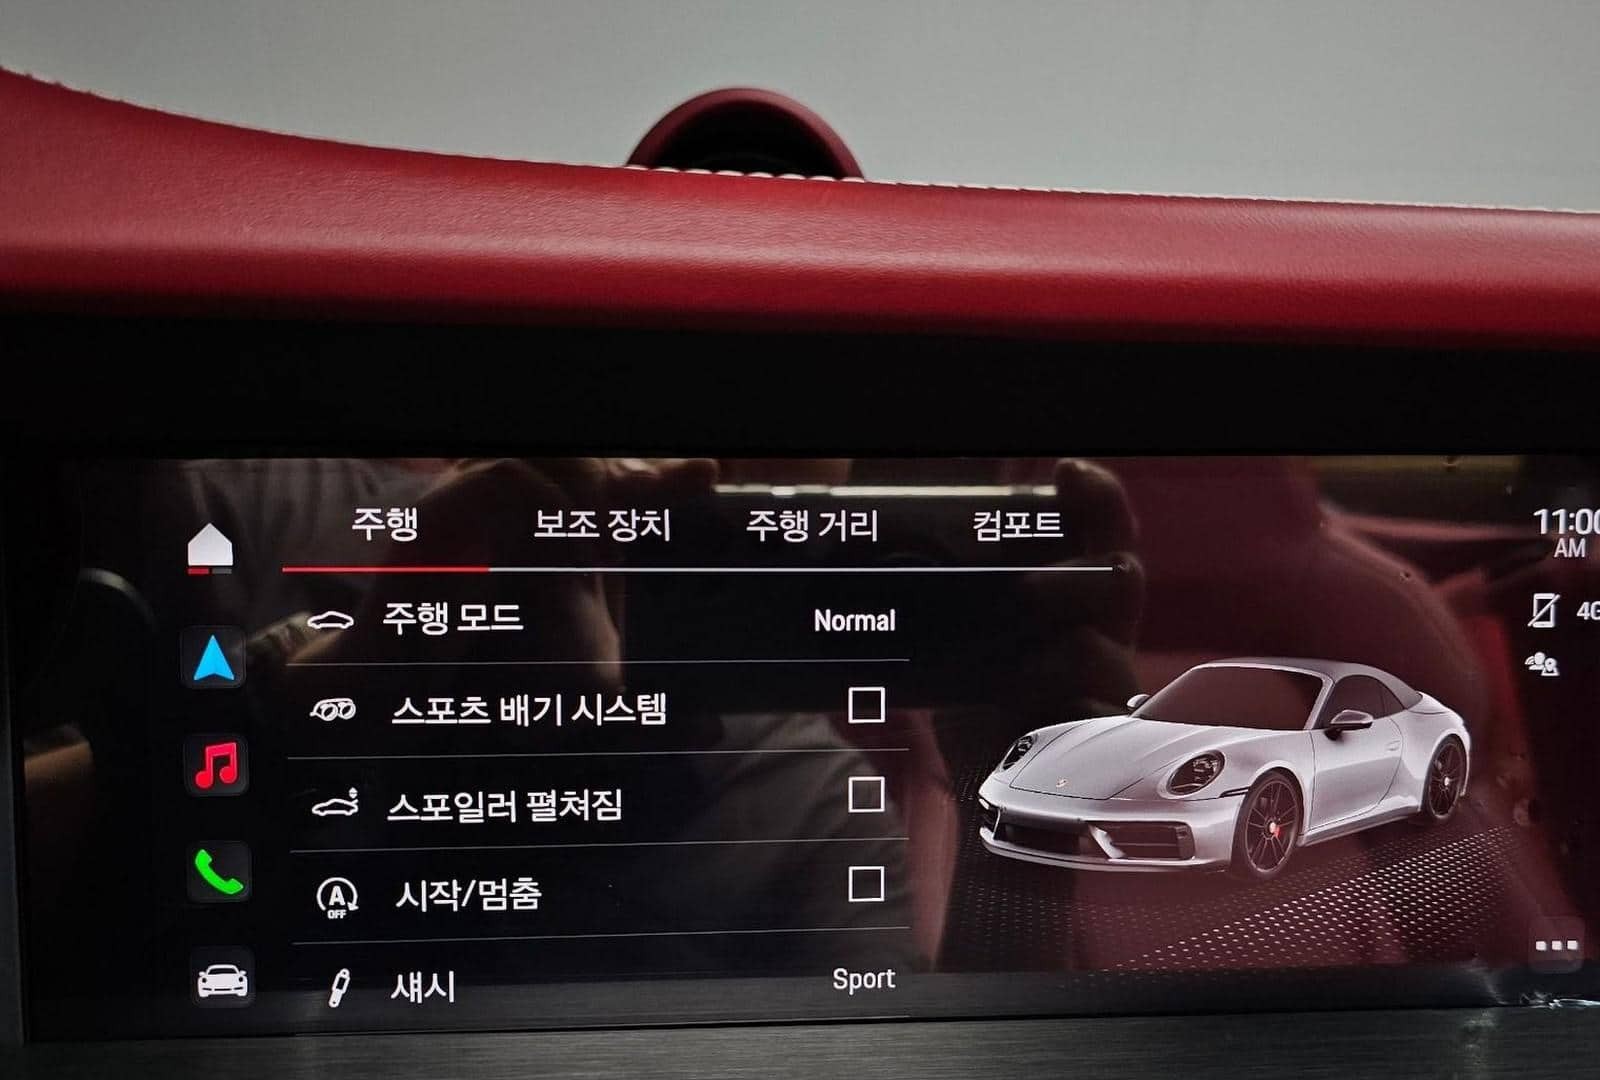 주행 보조 장치 주행 거리 컴포트
11:00
AM
주행 모드 Normal
4G
스포츠 배기 시스템
스포일러 펼쳐짐
A
OFF
시작/멈춤
섀시 Sport